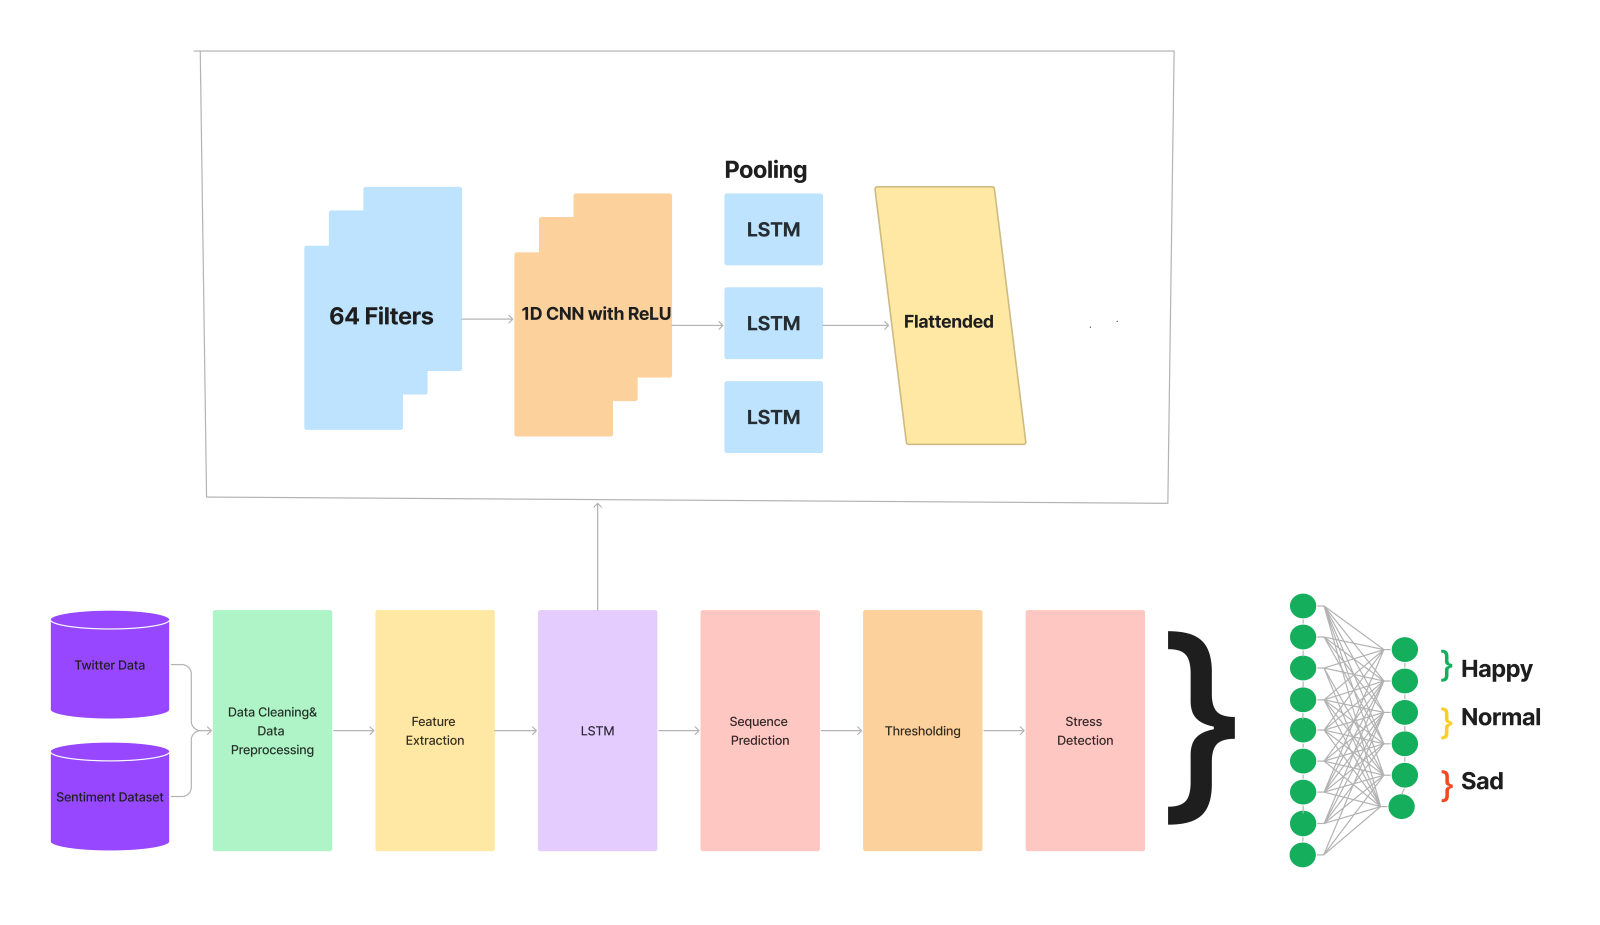 Pooling
64 Filters
1D CNN with ReLU
LSTM
LSTM
LSTM
Flattended
Twitter Data
Sentiment Dataset
Data Cleaning&
Data
Preprocessing
Feature
Extraction
LSTM
Sequence
Prediction
Thresholding
Stress
Detection
}
} Happy
} Normal
} Sad